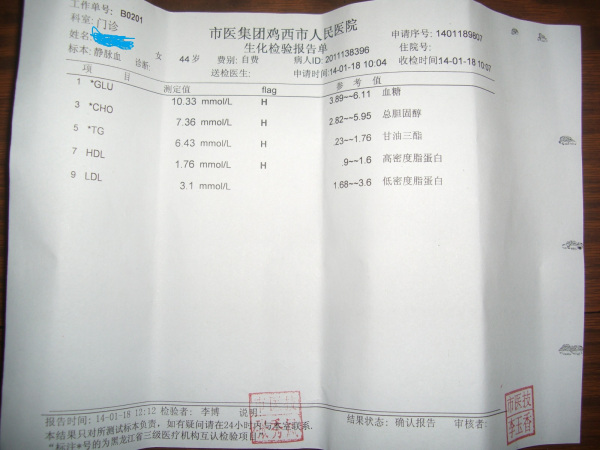 工作单号: B0201
市医集团鸡西市人民医院
申请序号: 1401189807
科室: 门诊
生化检验报告单
住院号:
姓名:
女 44岁 费别: 自费 病人ID: 2011138396 收检时间14-01-18 10:07
标本: 静脉血 诊断: 送检医生: 申请时间:14-01-18 10:04
项 目 测定值 flag 参 考 值
1 *GLU 10.33 mmol/L H 3.89~~6.11 血糖
3 *CHO 7.36 mmol/L H 2.82~~5.95 总胆固醇
5 *TG 6.43 mmol/L H .23~~1.76 甘油三酯
7 HDL 1.76 mmol/L H .9~~1.6 高密度脂蛋白
9 LDL 3.1 mmol/L 1.68~~3.6 低密度脂蛋白
报告时间: 14-01-18 12:12 检验者: 李博 说明: 结果状态: 确认报告 审核者:
本结果只对所测试标本负责, 如有疑问请在24小时内与本室联系.
"标注*号的为黑龙江省三级医疗机构互认检验项目
市医技
李玉香